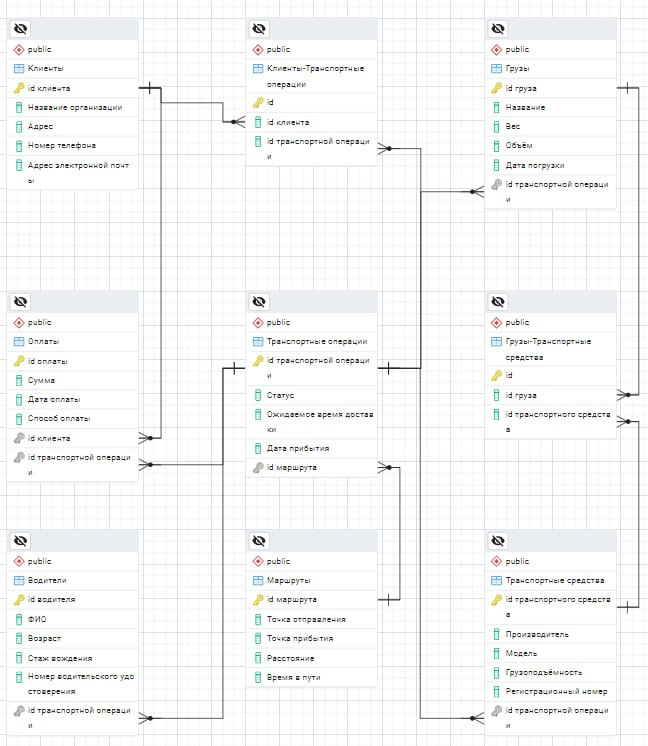 public
Клиенты
id клиента
Название организации
Адрес
Номер телефона
Адрес электронной почт
ы
public
Клиенты-Транспортные
операции
id
id клиента
id транспортной операци
и
public
Грузы
id груза
Название
Вес
Объём
Дата погрузки
id транспортной операци
и
public
Оплаты
id оплаты
Сумма
Дата оплаты
Способ оплаты
id клиента
id транспортной операци
и
public
Транспортные операции
id транспортной операци
и
Статус
Ожидаемое время достав
ки
Дата прибытия
id маршрута
public
Грузы-Транспортные
средства
id
id груза
id транспортного средств
а
public
Водители
id водителя
ФИО
Возраст
Стаж вождения
Номер водительского удо
стоверения
id транспортной операци
и
public
Маршруты
id маршрута
Точка отправления
Точка прибытия
Расстояние
Время в пути
public
Транспортные средства
id транспортного средств
а
Производитель
Модель
Грузоподъёмность
Регистрационный номер
id транспортной операци
и